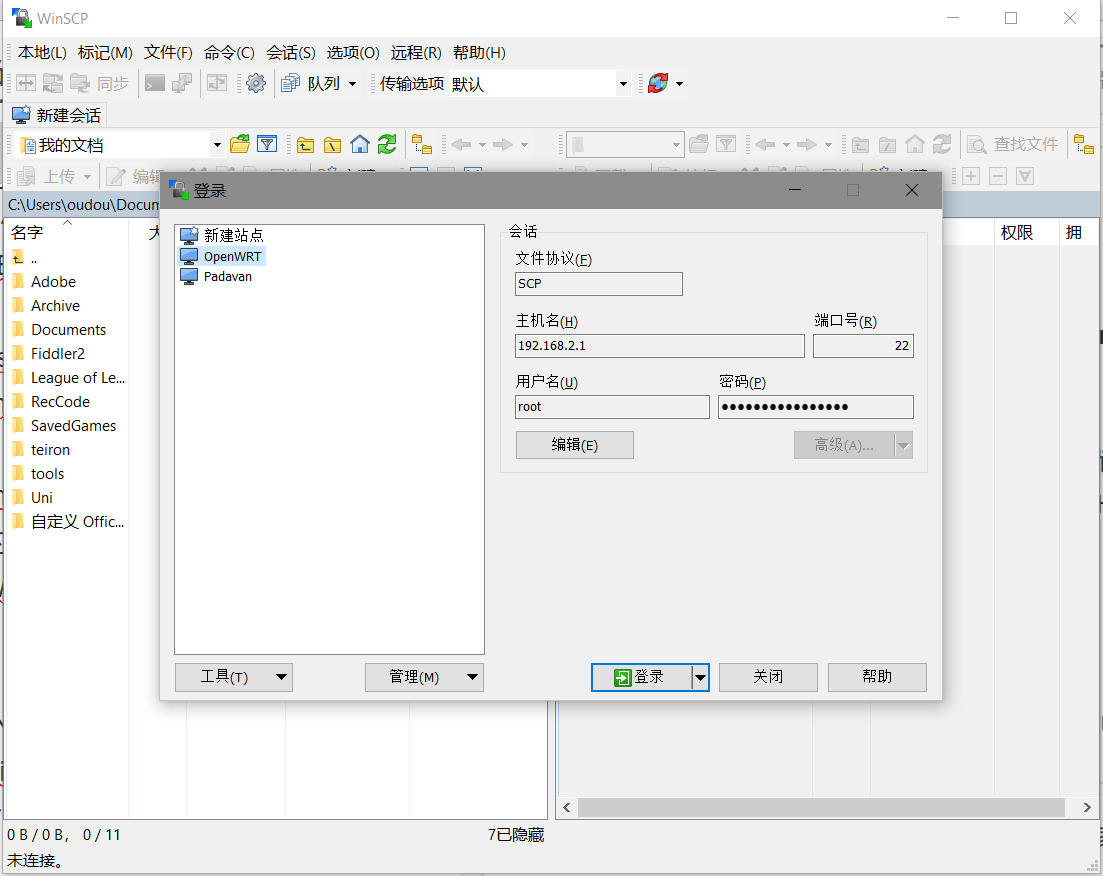 WinSCP
本地(L) 标记(M) 文件(F) 命令(C) 会话(S) 选项(O) 远程(R) 帮助(H)
同步 队列 传输选项 默认
新建会话
我的文档 查找文件
上传 编辑
C:\Users\oudou\Docum
名字 大 权限 拥
..
Adobe
Archive
Documents
Fiddler2
League of Le...
RecCode
SavedGames
teiron
tools
Uni
自定义 Offic...
登录
新建站点
OpenWRT
Padavan
会话
文件协议(F)
SCP
主机名(H) 端口号(R)
192.168.2.1 22
用户名(U) 密码(P)
root ●●●●●●●●●●●●●●●●
编辑(E) 高级(A)...
工具(T) 管理(M) 登录 关闭 帮助
0 B / 0 B, 0 / 11 7已隐藏
未连接。